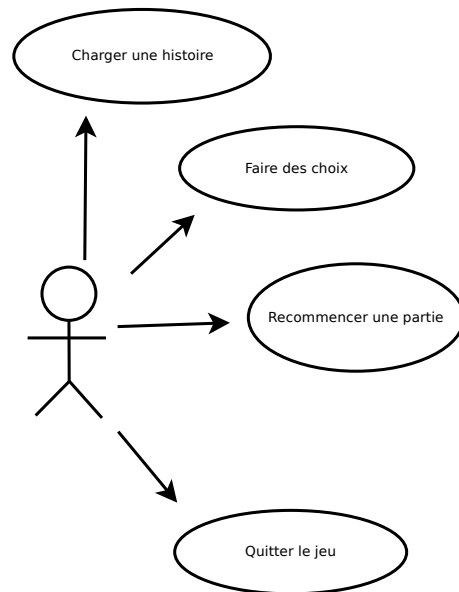 Charger une histoire
Faire des choix
Recommencer une partie
Quitter le jeu